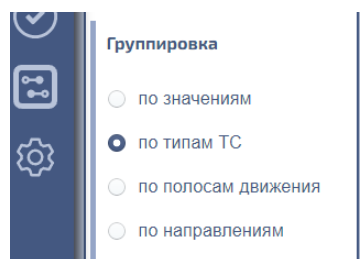 Группировка
по значениям
по типам ТС
по полосам движения
по направлениям